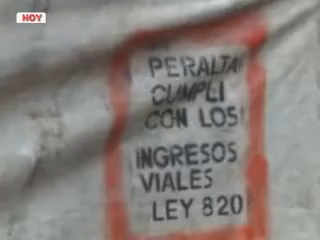 HOY
PERALTA
CUMPLI
CON LOS
INGRESOS
VIALES
LEY 820